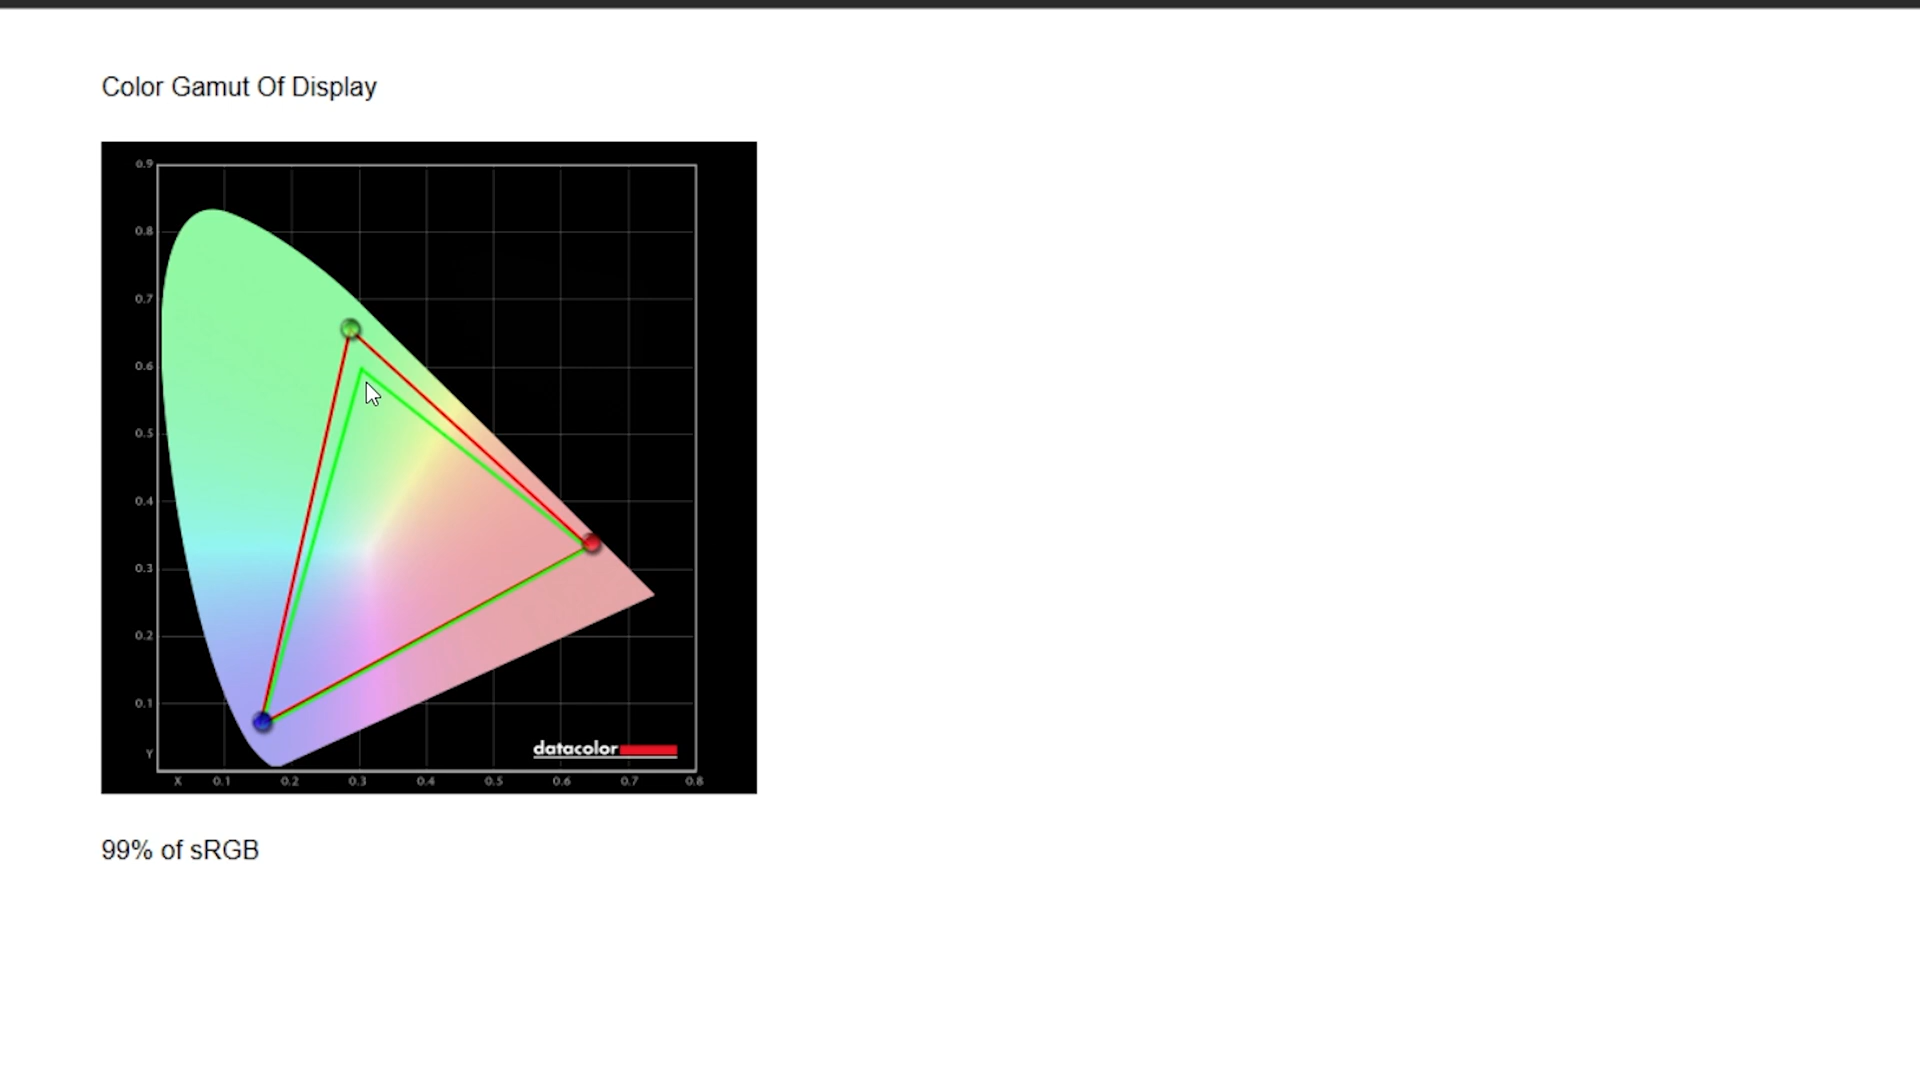 Color Gamut Of Display
0.9
0.8
0.7
0.6
0.5
0.4
0.3
0.2
0.1
Y
datacolor
X 0.1 0.2 0.3 0.4 0.5 0.6 0.7 0.8
99% of sRGB